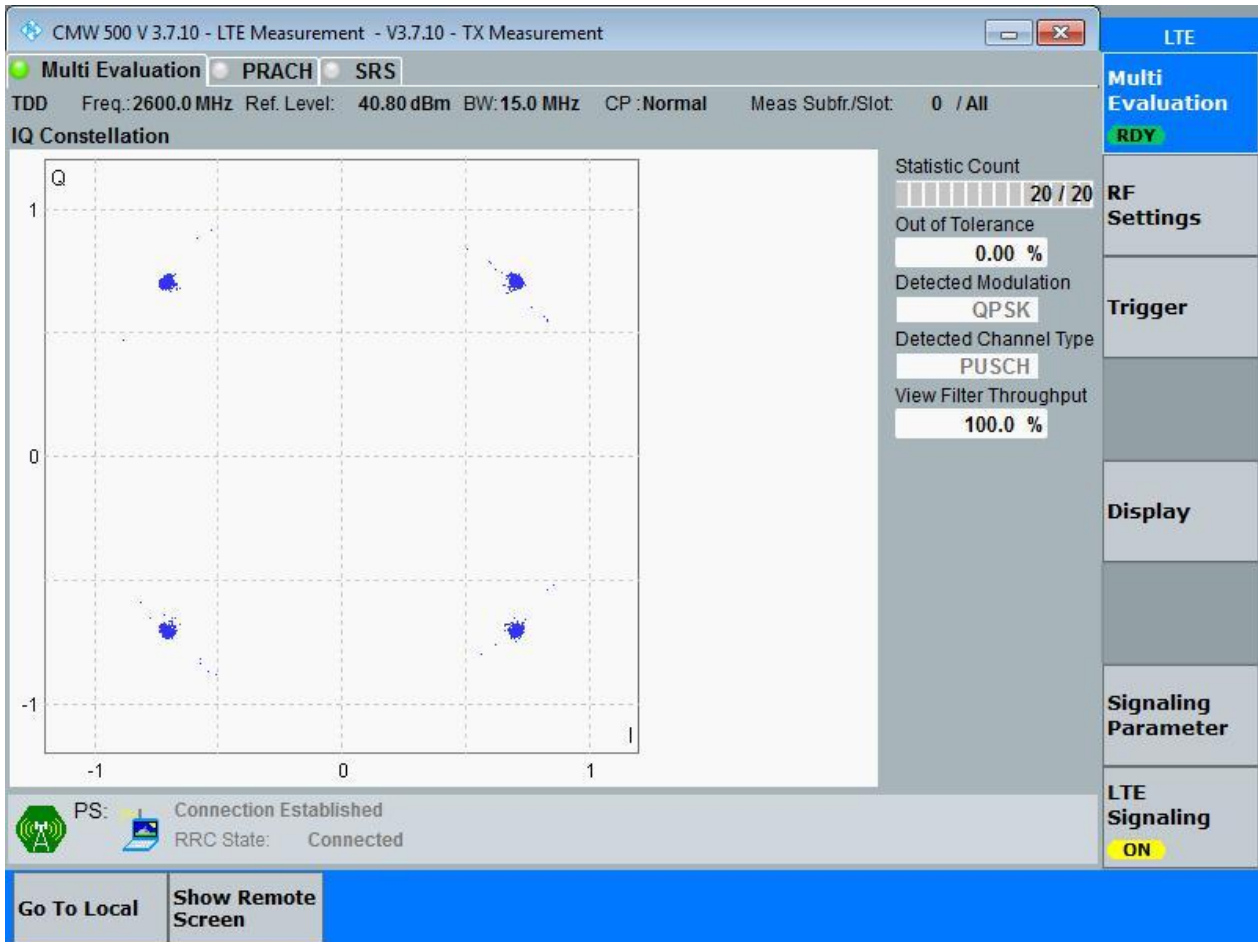 CMW 500 V 3.7.10 - LTE Measurement - V3.7.10 - TX Measurement
LTE
Multi Evaluation PRACH SRS
Multi
Evaluation
RDY
TDD Freq.: 2600.0 MHz Ref. Level: 40.80 dBm BW: 15.0 MHz CP : Normal Meas Subfr./Slot: 0 / All
IQ Constellation
Q
1
0
-1
-1 0 1
I
Statistic Count
20 / 20
Out of Tolerance
0.00 %
Detected Modulation
QPSK
Detected Channel Type
PUSCH
View Filter Throughput
100.0 %
RF
Settings
Trigger
Display
Signaling
Parameter
LTE
Signaling
ON
PS: Connection Established
RRC State: Connected
Go To Local
Show Remote
Screen